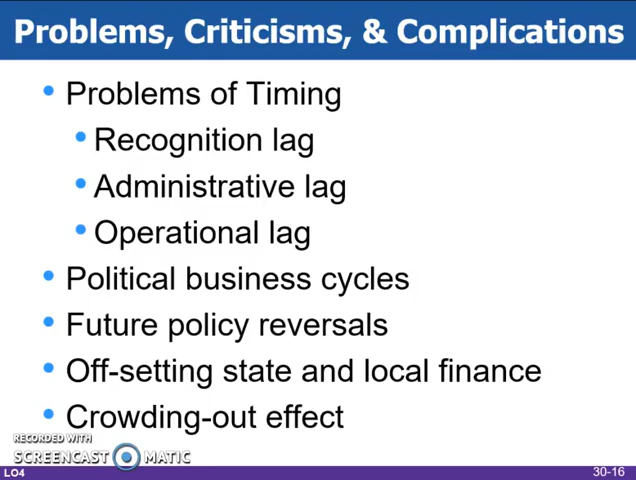 Problems, Criticisms, & Complications
• Problems of Timing
• Recognition lag
• Administrative lag
• Operational lag
• Political business cycles
• Future policy reversals
• Off-setting state and local finance
• Crowding-out effect
RECORDED WITH
SCREENCAST MATIC
LO4
30-16